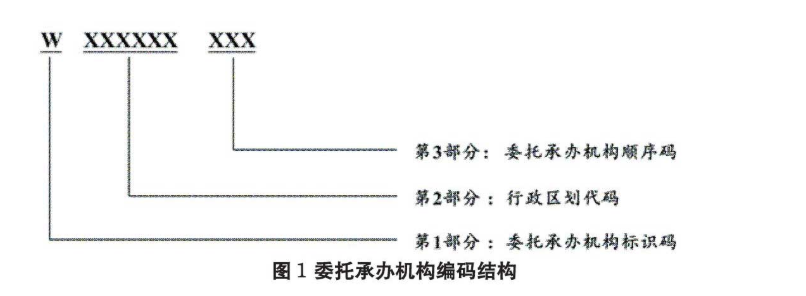 W XXXXXX XXX
第3部分：委托承办机构顺序码
第2部分：行政区划代码
第1部分：委托承办机构标识码
图 1 委托承办机构编码结构